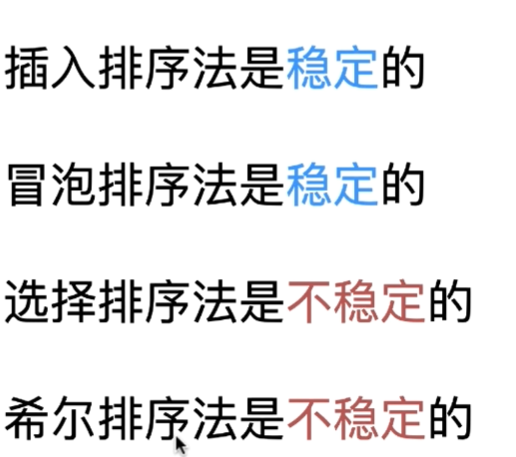 插入排序法是稳定的
冒泡排序法是稳定的
选择排序法是不稳定的
希尔排序法是不稳定的